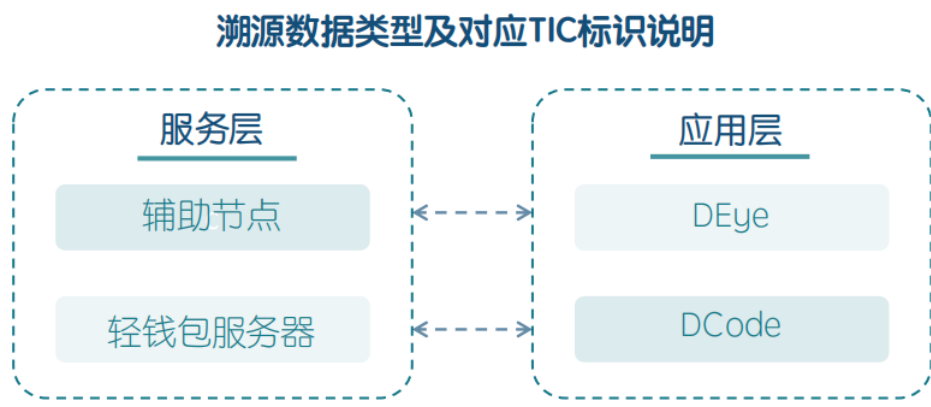 溯源数据类型及对应TIC标识说明
服务层
应用层
辅助节点
DEye
轻钱包服务器
DCode